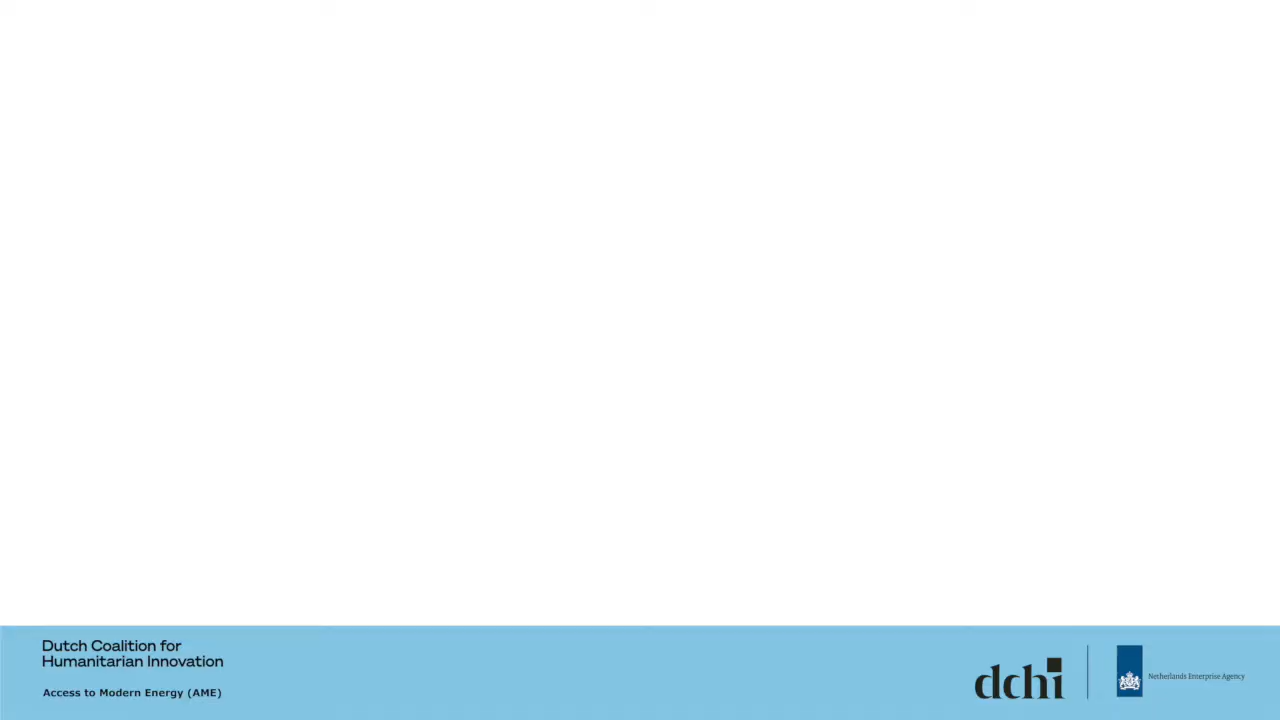 Dutch Coalition for
Humanitarian Innovation
Access to Modern Energy (AME)
dchi
Netherlands Enterprise Agency